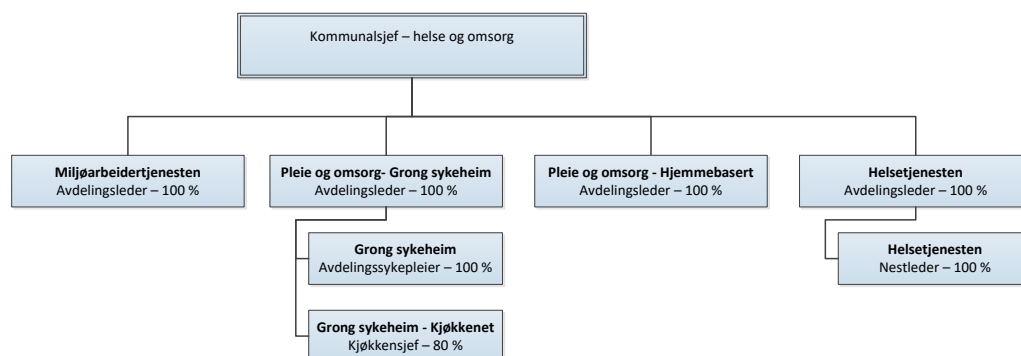 Kommunalsjef – helse og omsorg
Miljøarbeidertjenesten
Avdelingsleder – 100 %
Pleie og omsorg- Grong sykeheim
Avdelingsleder – 100 %
Pleie og omsorg - Hjemmebasert
Avdelingsleder – 100 %
Helsetjenesten
Avdelingsleder – 100 %
Grong sykeheim
Avdelingssykepleier – 100 %
Helsetjenesten
Nestleder – 100 %
Grong sykeheim - Kjøkkenet
Kjøkkensjef – 80 %